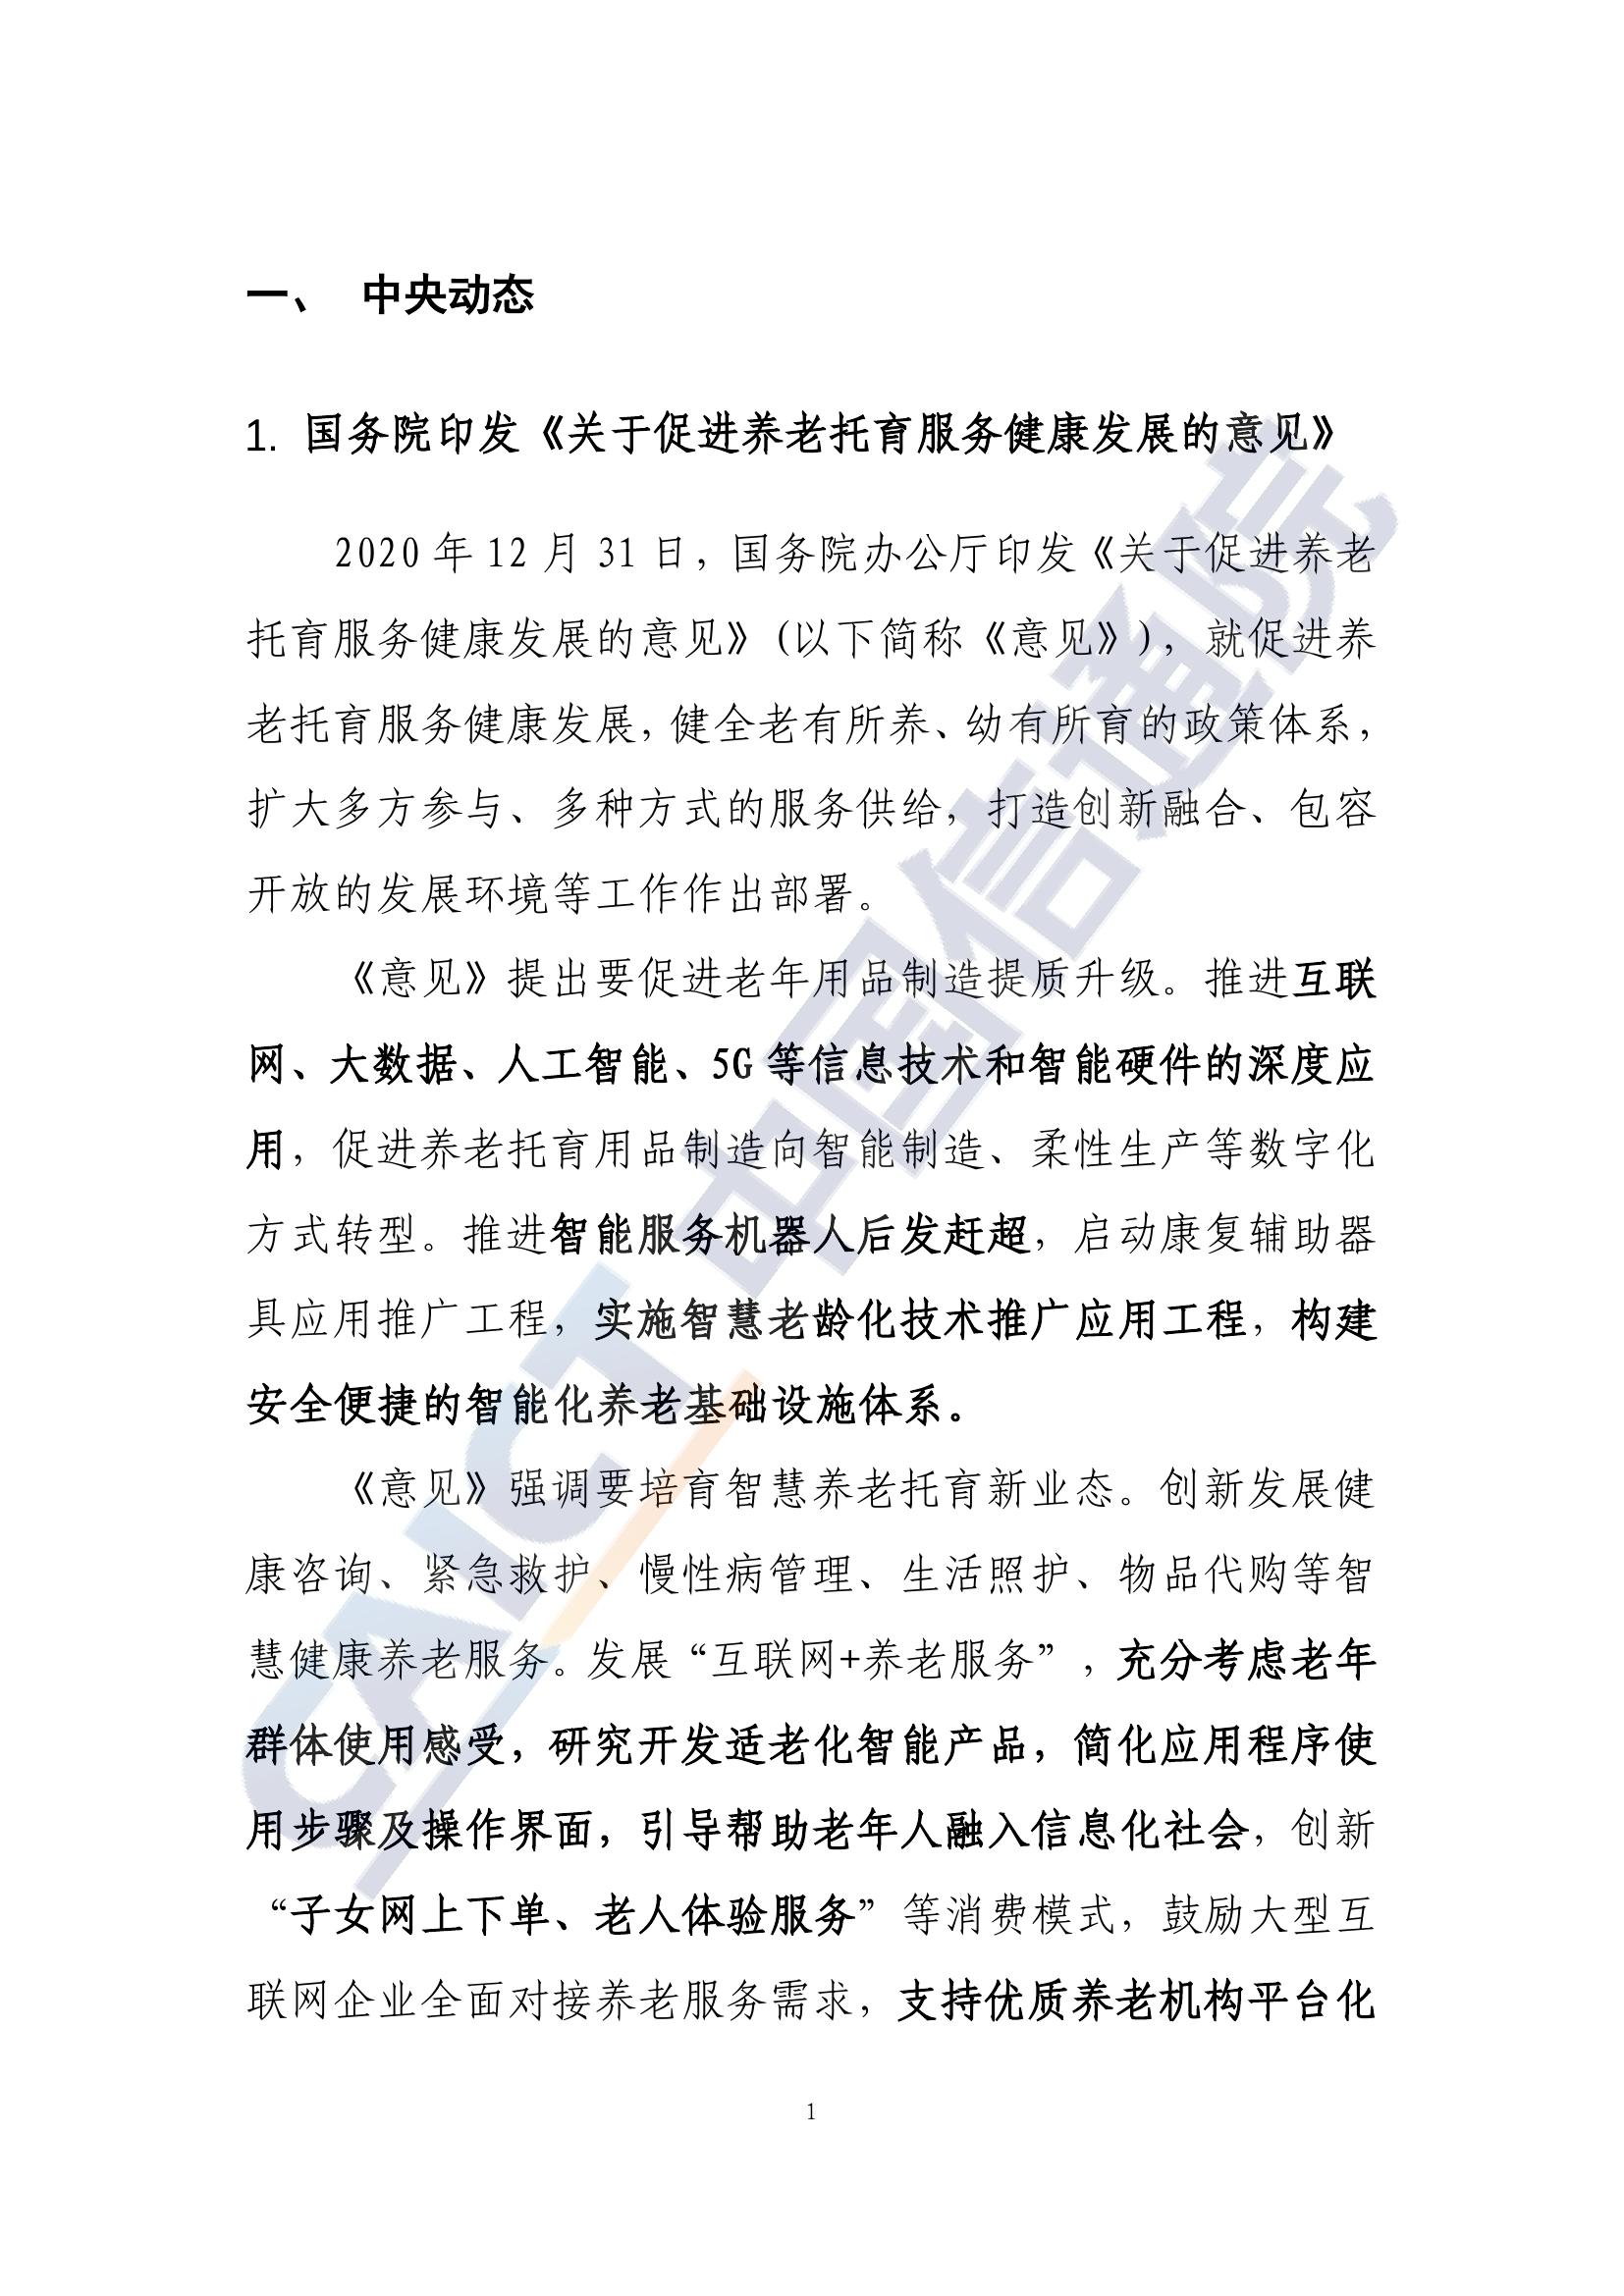 一、 中央动态
1. 国务院印发《关于促进养老托育服务健康发展的意见》
2020 年 12 月 31 日，国务院办公厅印发《关于促进养老
托育服务健康发展的意见》(以下简称《意见》)，就促进养
老托育服务健康发展，健全老有所养、幼有所育的政策体系，
扩大多方参与、多种方式的服务供给，打造创新融合、包容
开放的发展环境等工作作出部署。
《意见》提出要促进老年用品制造提质升级。推进互联
网、大数据、人工智能、5G 等信息技术和智能硬件的深度应
用，促进养老托育用品制造向智能制造、柔性生产等数字化
方式转型。推进智能服务机器人后发赶超，启动康复辅助器
具应用推广工程，实施智慧老龄化技术推广应用工程，构建
安全便捷的智能化养老基础设施体系。
《意见》强调要培育智慧养老托育新业态。创新发展健
康咨询、紧急救护、慢性病管理、生活照护、物品代购等智
慧健康养老服务。发展“互联网+养老服务”，充分考虑老年
群体使用感受，研究开发适老化智能产品，简化应用程序使
用步骤及操作界面，引导帮助老年人融入信息化社会，创新
“子女网上下单、老人体验服务”等消费模式，鼓励大型互
联网企业全面对接养老服务需求，支持优质养老机构平台化
1
CAICT 中国信通院